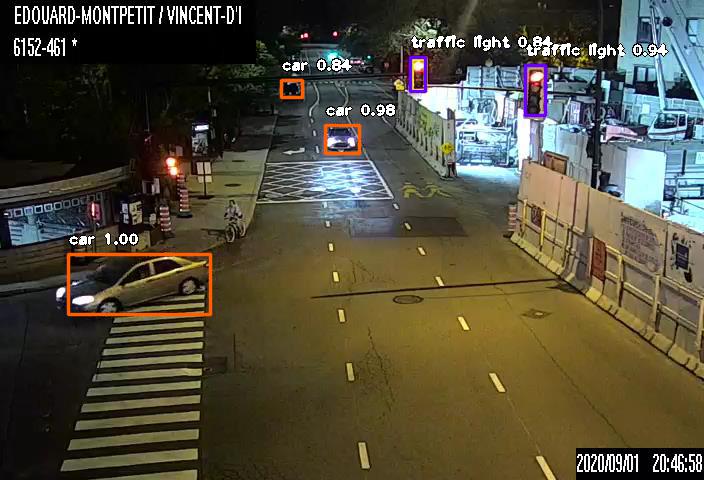 EDOUARD-MONTPETIT / VINCENT-D'I
6152-461 *
traffic light 0.84
traffic light 0.94
car 0.84
car 0.98
car 1.00
2020/09/01 20:46:58